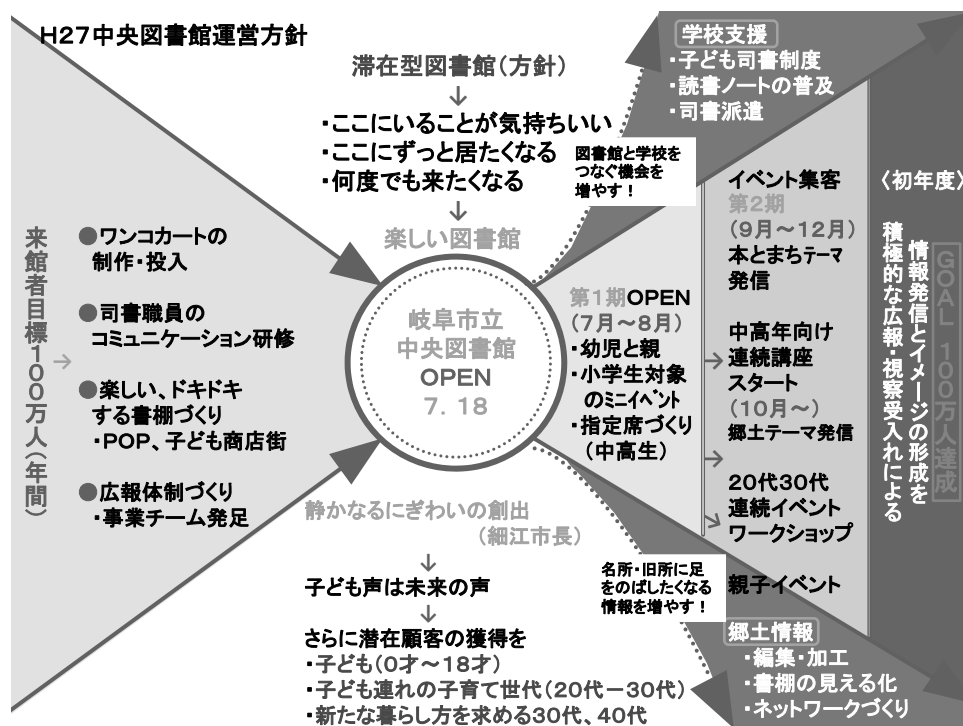 H27中央図書館運営方針
滞在型図書館（方針）
↓
・ここにいることが気持ちいい
・ここにずっと居たくなる
・何度でも来たくなる
↓
楽しい図書館
来館者目標100万人（年間）
→
●ワンコカートの
制作・投入
●司書職員の
コミュニケーション研修
●楽しい、ドキドキ
する書棚づくり
・POP、子ども商店街
●広報体制づくり
・事業チーム発足
岐阜市立
中央図書館
OPEN
7. 18
静かなるにぎわいの創出
（細江市長）
↓
子ども声は未来の声
↓
さらに潜在顧客の獲得を
・子ども（0才～18才）
・子ども連れの子育て世代（20代－30代）
・新たな暮らし方を求める30代、40代
学校支援
・子ども司書制度
・読書ノートの普及
・司書派遣
図書館と学校を
つなぐ機会を
増やす！
第1期OPEN
（7月～8月）
・幼児と親
・小学生対象
のミニイベント
・指定席づくり
（中高生）
→
→
→
イベント集客
第2期
（9月～12月）
本とまちテーマ
発信
中高年向け
連続講座
スタート
（10月～）
郷土テーマ発信
20代30代
連続イベント
ワークショップ
親子イベント
名所・旧所に足
をのばしたくなる
情報を増やす！
郷土情報
・編集・加工
・書棚の見える化
・ネットワークづくり
〈初年度〉
GOAL 100万人達成
情報発信とイメージの形成を
積極的な広報・視察受入れによる